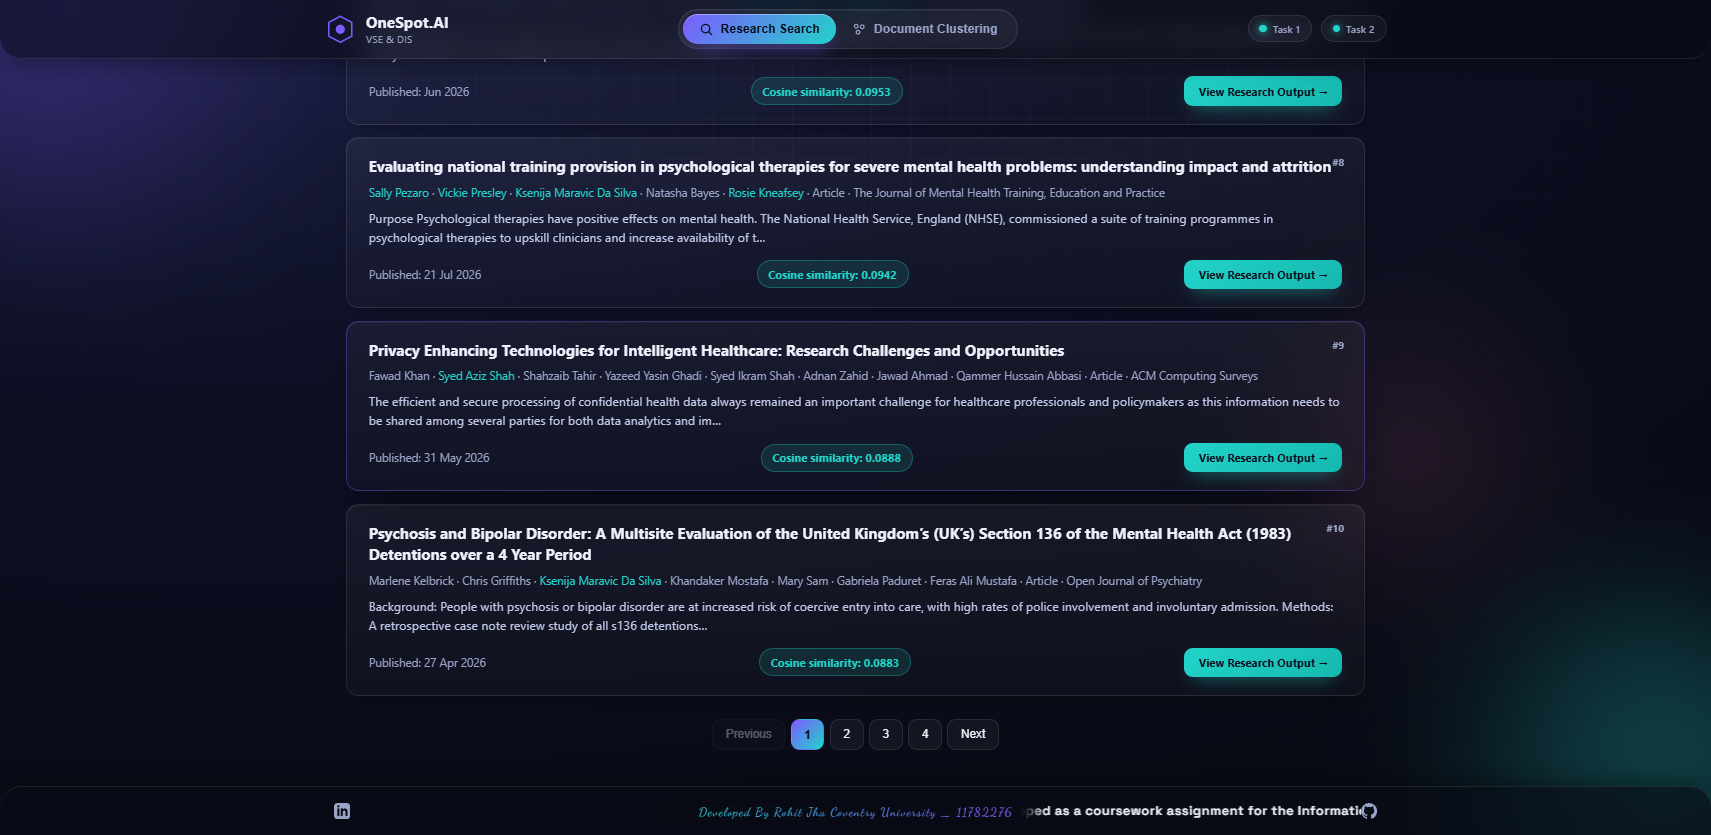 OneSpot.AI
VSE & DIS
Research Search
Document Clustering
Task 1
Task 2
Published: Jun 2026
Cosine similarity: 0.0953
View Research Output →
Evaluating national training provision in psychological therapies for severe mental health problems: understanding impact and attrition
#8
Sally Pezaro · Vickie Presley · Ksenija Maravic Da Silva · Natasha Bayes · Rosie Kneafsey · Article · The Journal of Mental Health Training, Education and Practice
Purpose Psychological therapies have positive effects on mental health. The National Health Service, England (NHSE), commissioned a suite of training programmes in
psychological therapies to upskill clinicians and increase availability of t...
Published: 21 Jul 2026
Cosine similarity: 0.0942
View Research Output →
Privacy Enhancing Technologies for Intelligent Healthcare: Research Challenges and Opportunities
#9
Fawad Khan · Syed Aziz Shah · Shahzaib Tahir · Yazeed Yasin Ghadi · Syed Ikram Shah · Adnan Zahid · Jawad Ahmad · Qammer Hussain Abbasi · Article · ACM Computing Surveys
The efficient and secure processing of confidential health data always remained an important challenge for healthcare professionals and policymakers as this information needs to
be shared among several parties for both data analytics and im...
Published: 31 May 2026
Cosine similarity: 0.0888
View Research Output →
Psychosis and Bipolar Disorder: A Multisite Evaluation of the United Kingdom's (UK's) Section 136 of the Mental Health Act (1983)
Detentions over a 4 Year Period
#10
Marlene Kelbrick · Chris Griffiths · Ksenija Maravic Da Silva · Khandaker Mostafa · Mary Sam · Gabriela Paduret · Feras Ali Mustafa · Article · Open Journal of Psychiatry
Background: People with psychosis or bipolar disorder are at increased risk of coercive entry into care, with high rates of police involvement and involuntary admission. Methods:
A retrospective case note review study of all s136 detentions...
Published: 27 Apr 2026
Cosine similarity: 0.0883
View Research Output →
Previous
1
2
3
4
Next
in
Developed By Rohit Jha Coventry University _ 11782276
ped as a coursework assignment for the Informati